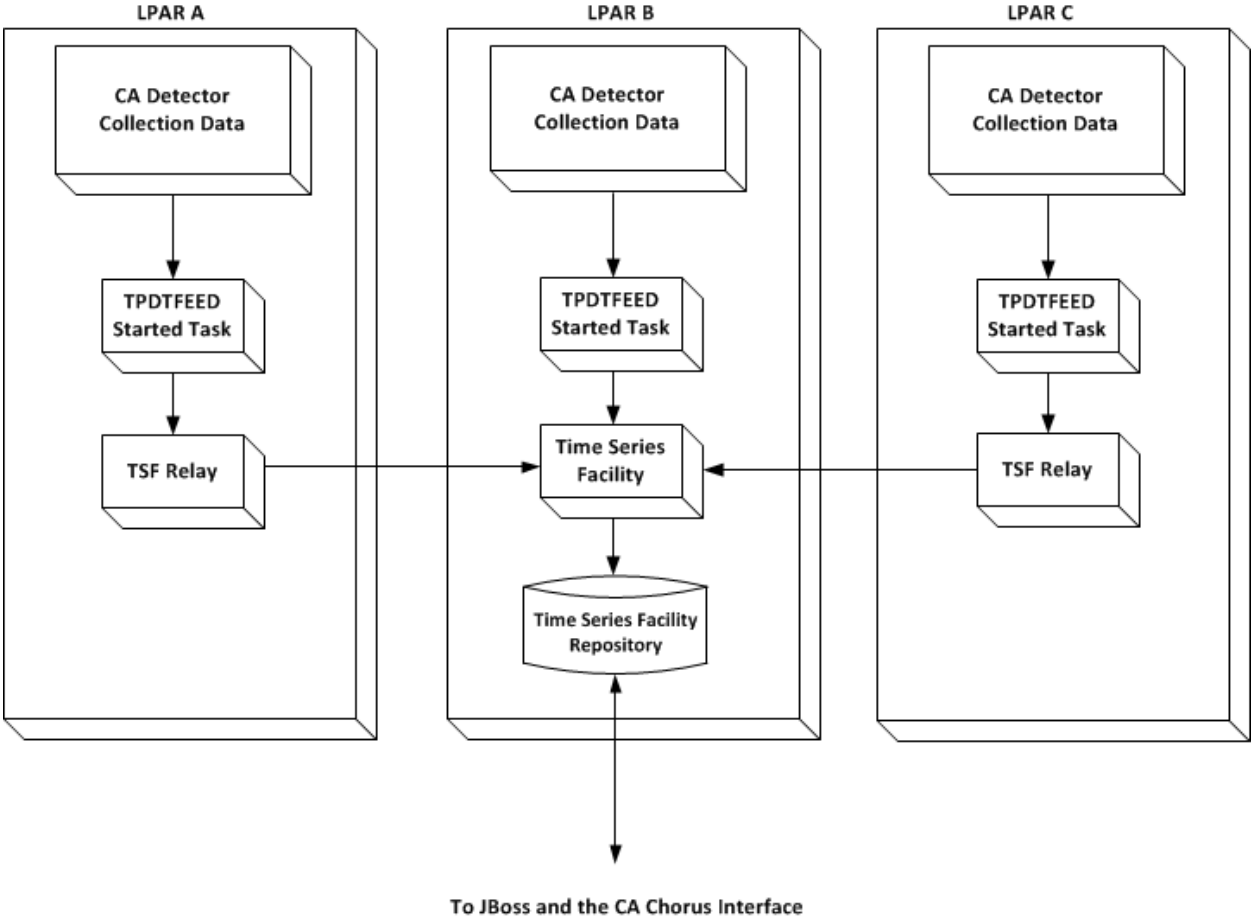 LPAR A
LPAR B
LPAR C
CA Detector
Collection Data
CA Detector
Collection Data
CA Detector
Collection Data
TPDTFEED
Started Task
TPDTFEED
Started Task
TPDTFEED
Started Task
TSF Relay
Time Series
Facility
TSF Relay
Time Series Facility
Repository
To JBoss and the CA Chorus Interface